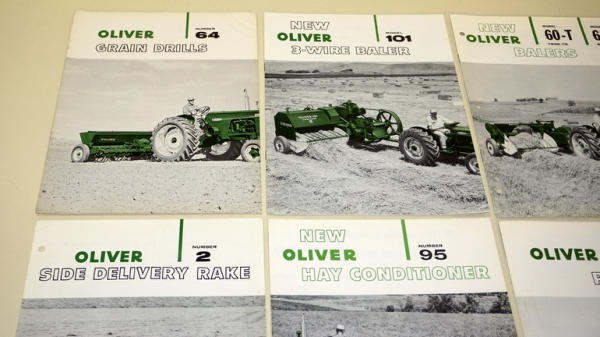 OLIVER
NUMBER
64
GRAIN DRILLS
NEW
OLIVER
MODEL
101
3-WIRE BALER
NEW
OLIVER
MODEL
60-T
BALERS
OLIVER
NUMBER
2
SIDE DELIVERY RAKE
NEW
OLIVER
NUMBER
95
HAY CONDITIONER
OLIVER